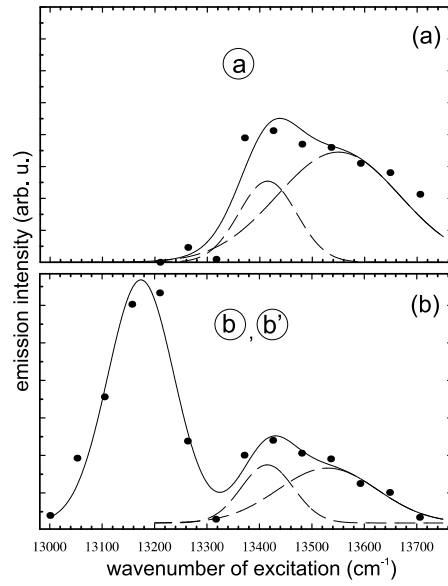 (a)
a
emission intensity (arb. u.)
(b)
b , b'
13000 13100 13200 13300 13400 13500 13600 13700
wavenumber of excitation (cm⁻¹)